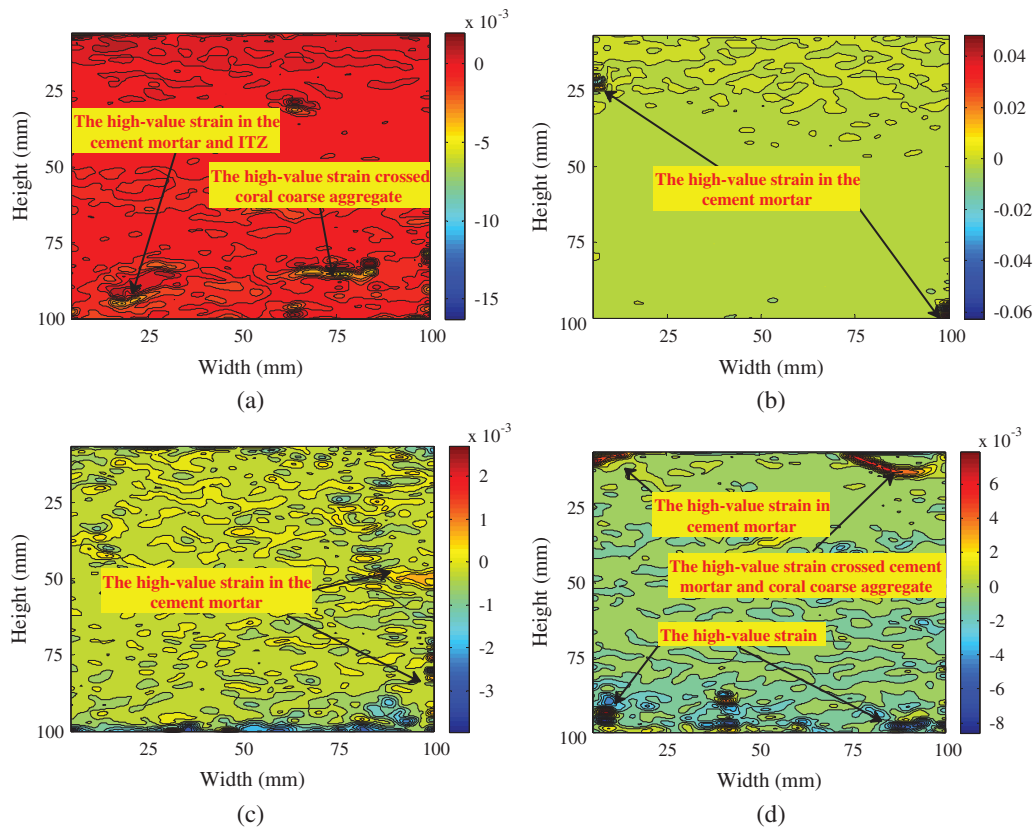 x 10-3
0
-5
-10
-15
25
50
75
100
25
50
75
100
Height (mm)
Width (mm)
The high-value strain in the
cement mortar and ITZ
The high-value strain crossed
coral coarse aggregate
(a)
0.04
0.02
0
-0.02
-0.04
-0.06
25
50
75
100
25
50
75
100
Height (mm)
Width (mm)
The high-value strain in the
cement mortar
(b)
x 10-3
2
1
0
-1
-2
-3
25
50
75
100
25
50
75
100
Height (mm)
Width (mm)
The high-value strain in the
cement mortar
(c)
x 10-3
6
4
2
0
-2
-4
-6
-8
25
50
75
100
25
50
75
100
Height (mm)
Width (mm)
The high-value strain in
cement mortar
The high-value strain crossed cement
mortar and coral coarse aggregate
The high-value strain
(d)